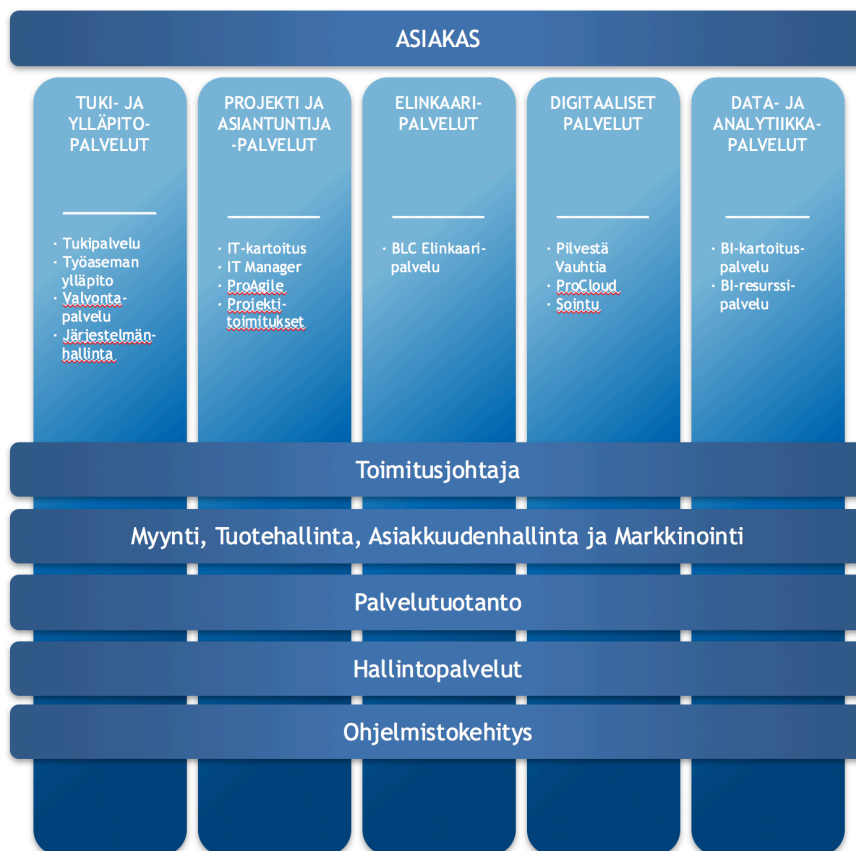 ASIAKAS
TUKI- JA
YLLÄPITO-
PALVELUT
· Tukipalvelu
· Työaseman
ylläpito
· Valvonta-
palvelu
· Järjestelmän-
hallinta
PROJEKTI JA
ASIANTUNTIJA
-PALVELUT
· IT-kartoitus
· IT Manager
· ProAgile
· Projekti-
toimitukset
ELINKAARI-
PALVELUT
· BLC Elinkaari-
palvelu
DIGITAALISET
PALVELUT
· Pilvestä
Vauhtia
· ProCloud
· Sointu
DATA- JA
ANALYTIIKKA-
PALVELUT
· BI-kartoitus-
palvelu
· BI-resurssi-
palvelu
Toimitusjohtaja
Myynti, Tuotehallinta, Asiakkuudenhallinta ja Markkinointi
Palvelutuotanto
Hallintopalvelut
Ohjelmistokehitys